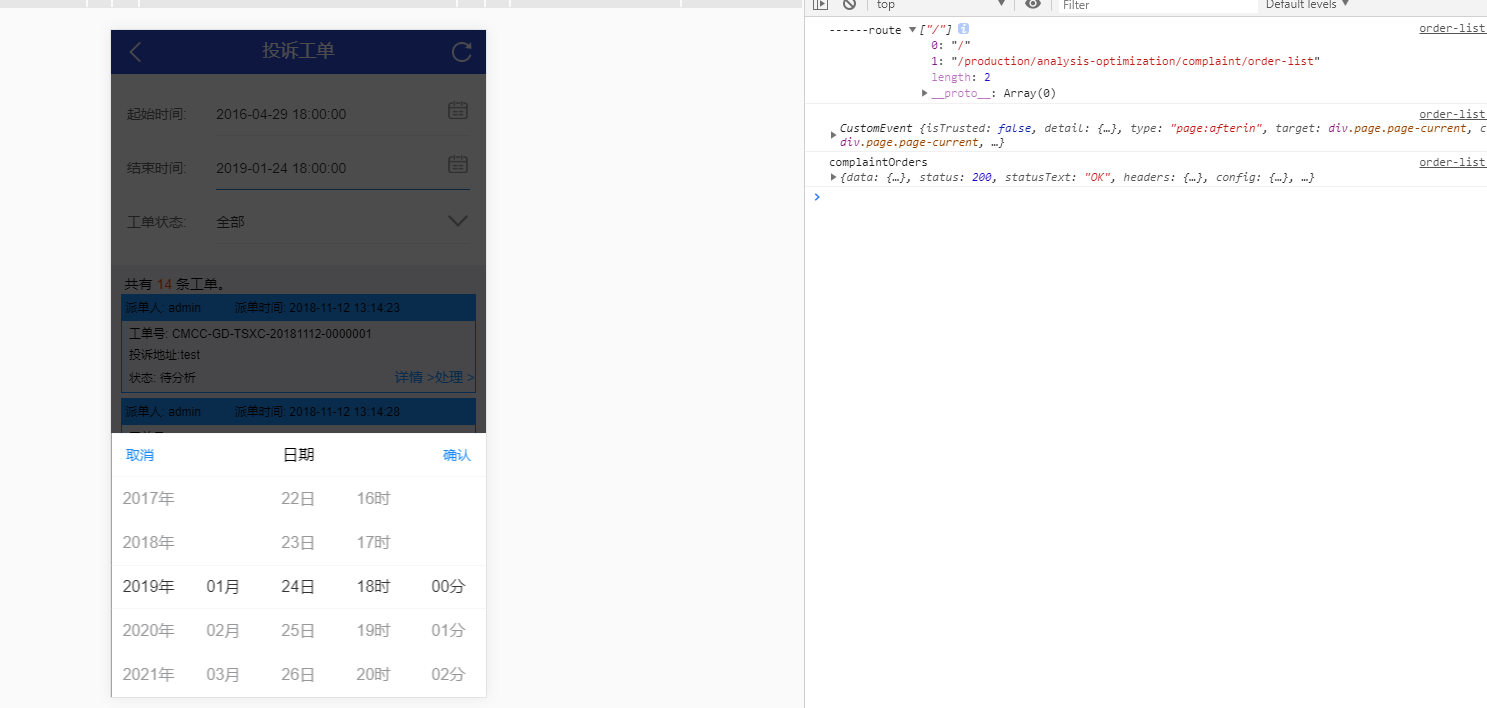 投诉工单
起始时间: 2016-04-29 18:00:00
结束时间: 2019-01-24 18:00:00
工单状态: 全部
共有 14 条工单。
派单人: admin 派单时间: 2018-11-12 13:14:23
工单号: CMCC-GD-TSXC-20181112-0000001
投诉地址:test
状态: 待分析 详情 >处理 >
派单人: admin 派单时间: 2018-11-12 13:14:28
取消 日期 确认
2017年 22日 16时
2018年 23日 17时
2019年 01月 24日 18时 00分
2020年 02月 25日 19时 01分
2021年 03月 26日 20时 02分
top Filter Default levels ▼
------route ▼["/"] i order-list
0: "/"
1: "/production/analysis-optimization/complaint/order-list"
length: 2
▶__proto__: Array(0)
order-list
CustomEvent {isTrusted: false, detail: {…}, type: "page:afterin", target: div.page.page-current, c
▶div.page.page-current, …}
complaintOrders order-list
▶{data: {…}, status: 200, statusText: "OK", headers: {…}, config: {…}, …}